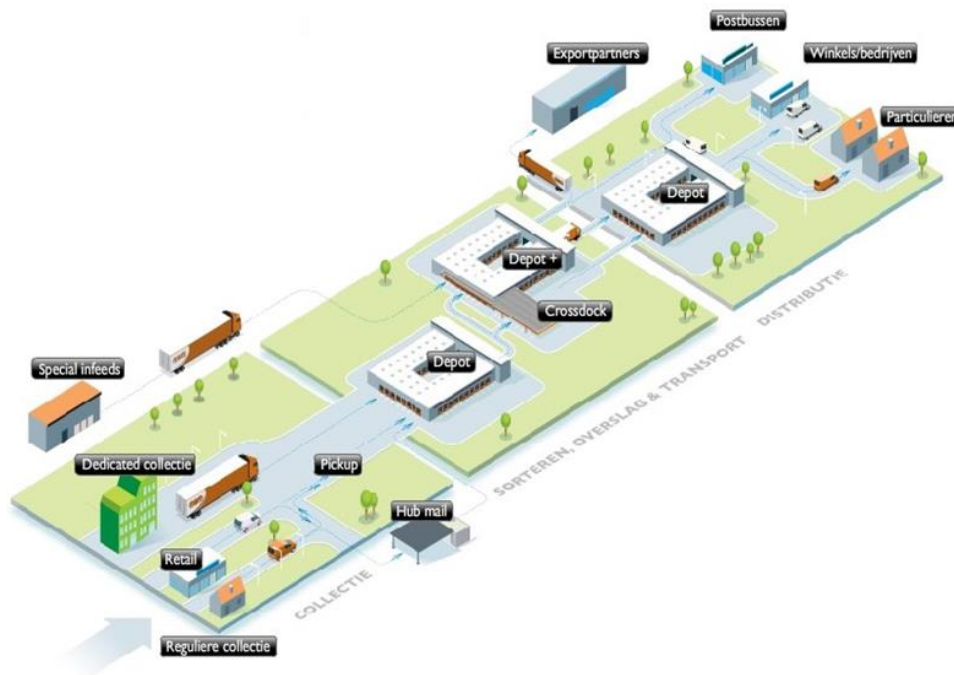 Postbussen
Exportpartners
Winkels/bedrijven
Particulieren
Depot
Depot +
Crossdock
Special infeeds
Depot
Dedicated collectie
Pickup
Hub mail
Retail
Reguliere collectie
COLLECTIE
SORTEREN, OVERSLAG & TRANSPORT
DISTRIBUTIE